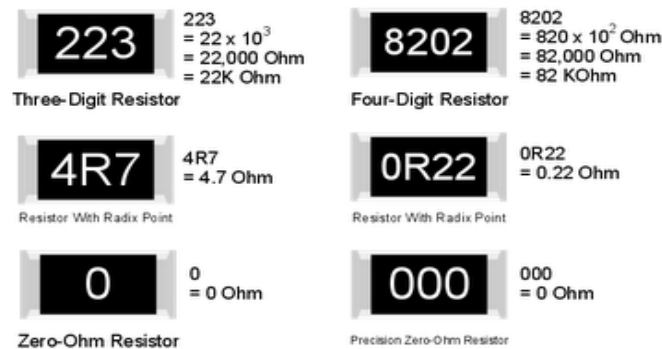 223
223
= 22 x 10³
= 22,000 Ohm
= 22K Ohm
Three-Digit Resistor
8202
8202
= 820 x 10² Ohm
= 82,000 Ohm
= 82 KOhm
Four-Digit Resistor
4R7
4R7
= 4.7 Ohm
Resistor With Radix Point
0R22
0R22
= 0.22 Ohm
Resistor With Radix Point
0
0
= 0 Ohm
Zero-Ohm Resistor
000
000
= 0 Ohm
Precision Zero-Ohm Resistor